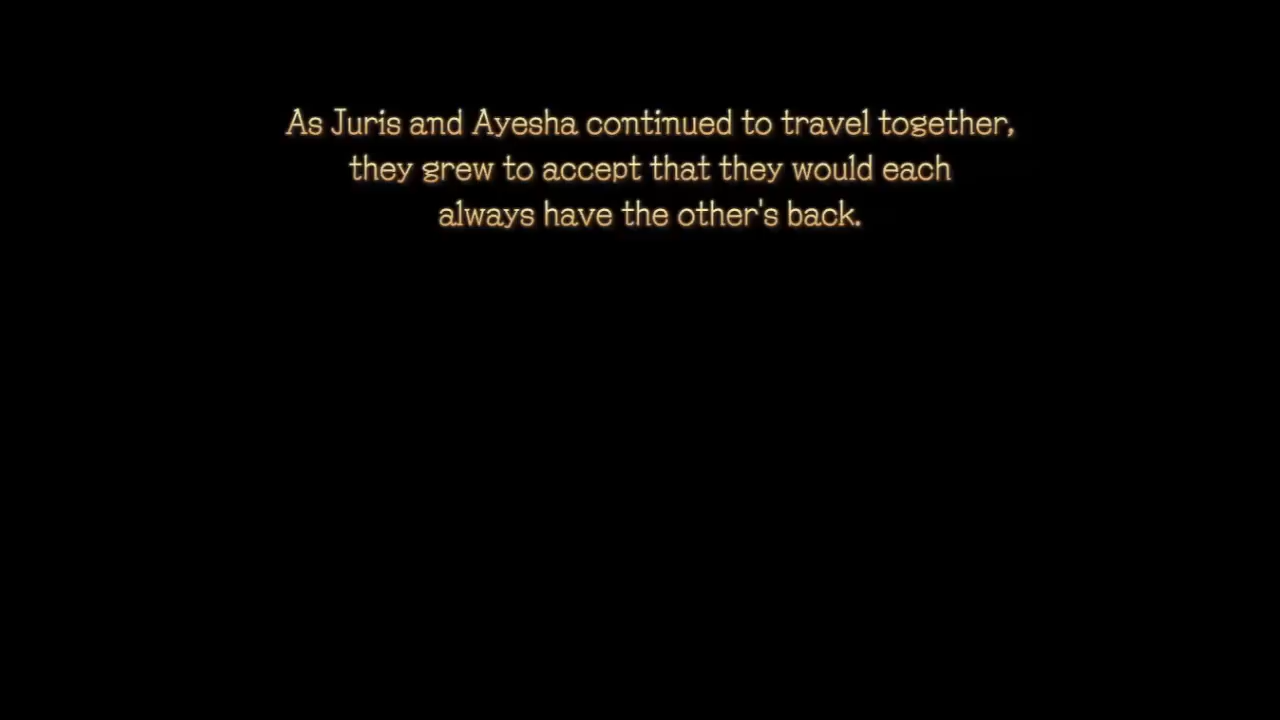 As Juris and Ayesha continued to travel together,
they grew to accept that they would each
always have the other's back.